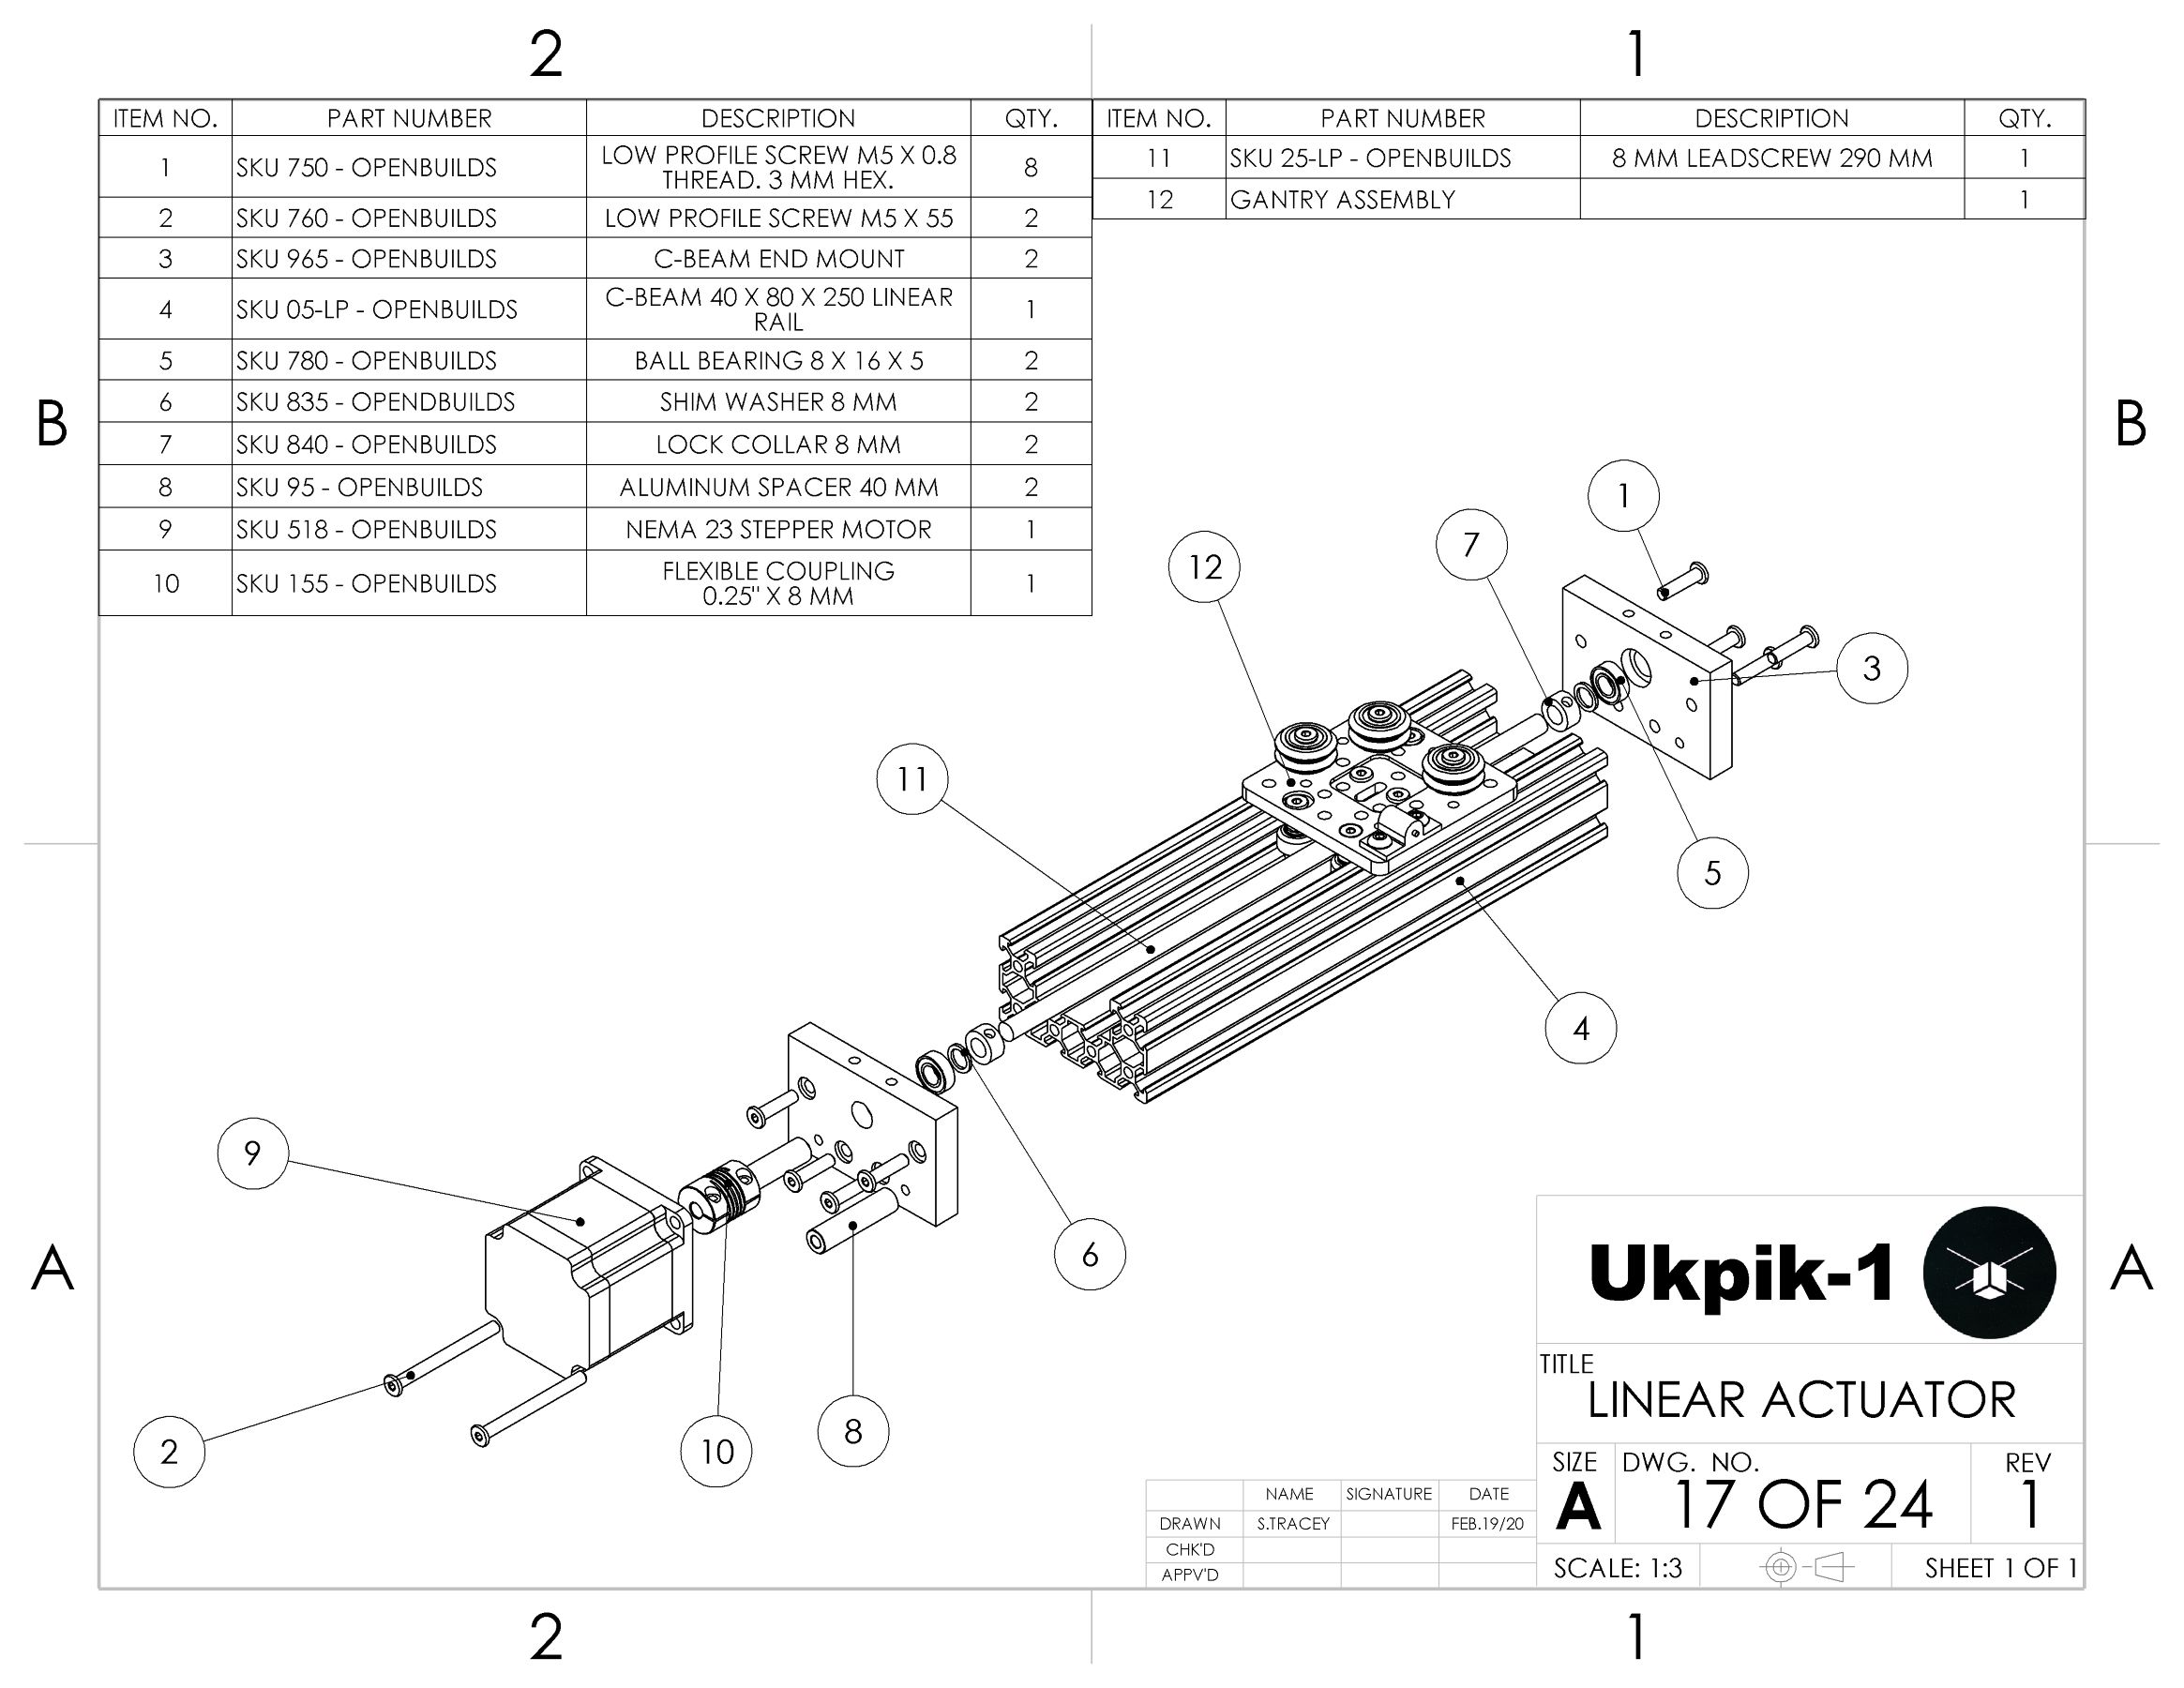 2 1
ITEM NO. PART NUMBER DESCRIPTION QTY.
1 SKU 750 - OPENBUILDS LOW PROFILE SCREW M5 X 0.8
THREAD. 3 MM HEX. 8
2 SKU 760 - OPENBUILDS LOW PROFILE SCREW M5 X 55 2
3 SKU 965 - OPENBUILDS C-BEAM END MOUNT 2
4 SKU 05-LP - OPENBUILDS C-BEAM 40 X 80 X 250 LINEAR
RAIL 1
5 SKU 780 - OPENBUILDS BALL BEARING 8 X 16 X 5 2
6 SKU 835 - OPENDBUILDS SHIM WASHER 8 MM 2
7 SKU 840 - OPENBUILDS LOCK COLLAR 8 MM 2
8 SKU 95 - OPENBUILDS ALUMINUM SPACER 40 MM 2
9 SKU 518 - OPENBUILDS NEMA 23 STEPPER MOTOR 1
10 SKU 155 - OPENBUILDS FLEXIBLE COUPLING
0.25" X 8 MM 1
ITEM NO. PART NUMBER DESCRIPTION QTY.
11 SKU 25-LP - OPENBUILDS 8 MM LEADSCREW 290 MM 1
12 GANTRY ASSEMBLY 1
B B
1
7
12
3
11
5
4
9
6
8
10
2
A A
Ukpik-1
TITLE
LINEAR ACTUATOR
SIZE DWG. NO. REV
A 17 OF 24 1
SCALE: 1:3 SHEET 1 OF 1
NAME SIGNATURE DATE
DRAWN S.TRACEY FEB.19/20
CHK'D
APPV'D
2 1